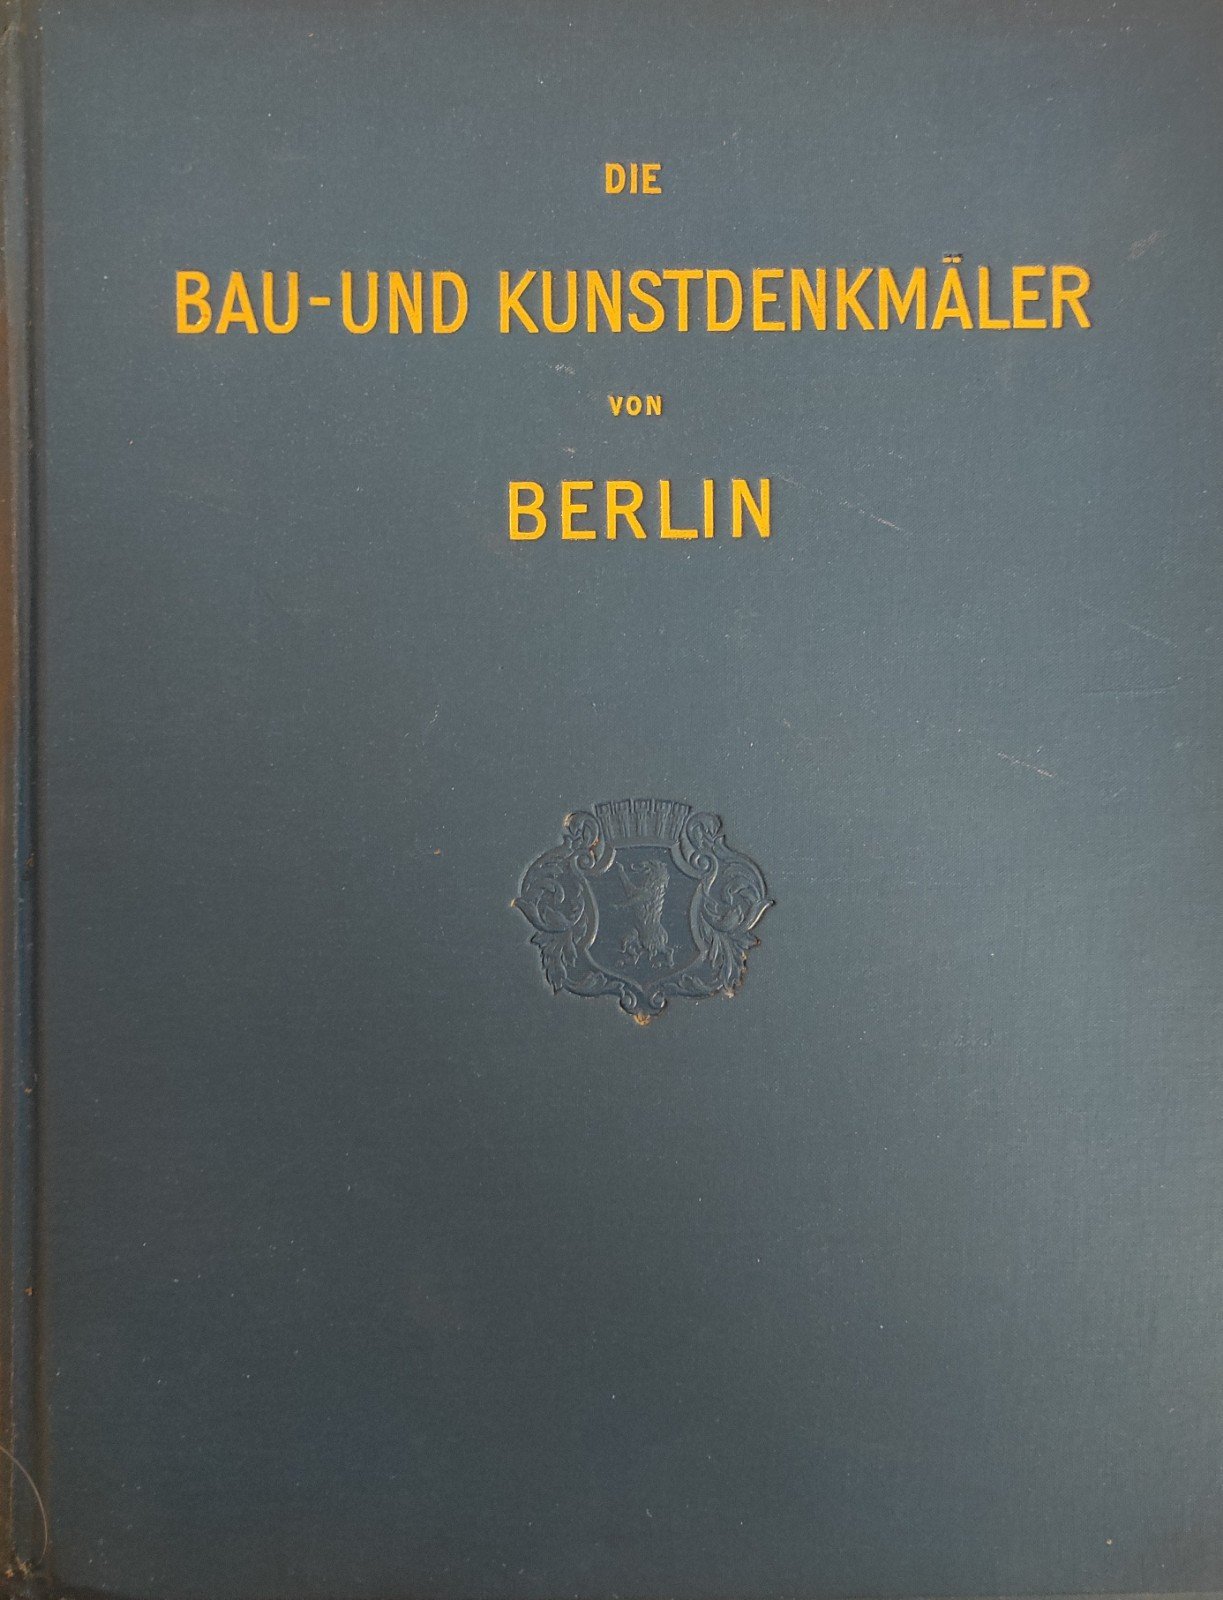 DIE
BAU-UND KUNSTDENKMÄLER
VON
BERLIN